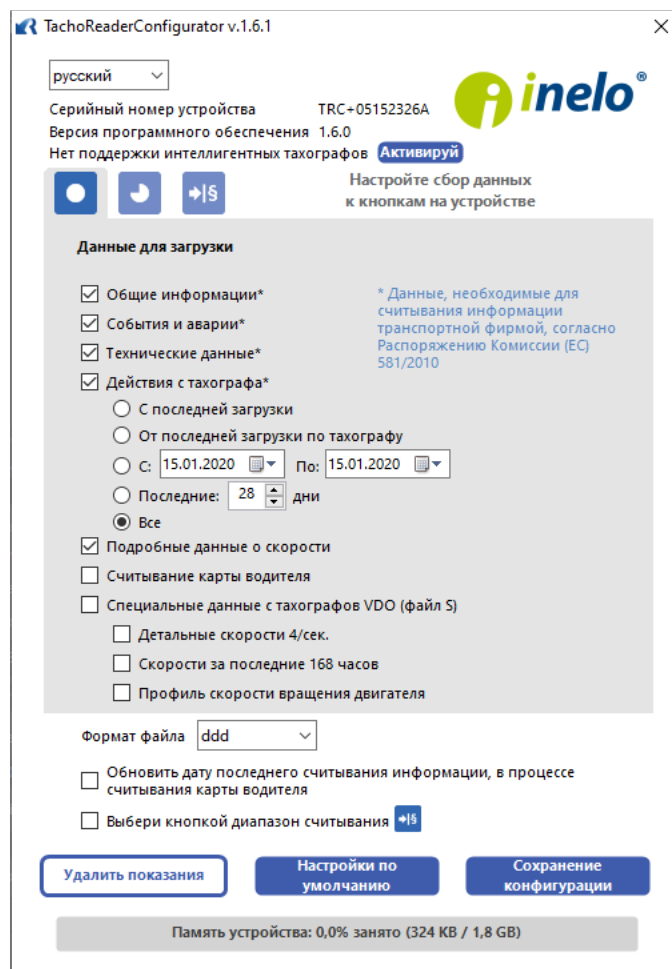 TachoReaderConfigurator v.1.6.1
русский
inelo®
Серийный номер устройства TRC+05152326A
Версия программного обеспечения 1.6.0
Нет поддержки интеллигентных тахографов Активируй
Настройте сбор данных
к кнопкам на устройстве
Данные для загрузки
Общие информации*
События и аварии*
Технические данные*
Действия с тахографа*
* Данные, необходимые для
считывания информации
транспортной фирмой, согласно
Распоряжению Комиссии (ЕС)
581/2010
С последней загрузки
От последней загрузки по тахографу
С: 15.01.2020 По: 15.01.2020
Последние: 28 дни
Все
Подробные данные о скорости
Считывание карты водителя
Специальные данные с тахографов VDO (файл S)
Детальные скорости 4/сек.
Скорости за последние 168 часов
Профиль скорости вращения двигателя
Формат файла ddd
Обновить дату последнего считывания информации, в процессе
считывания карты водителя
Выбери кнопкой диапазон считывания
Удалить показания
Настройки по
умолчанию
Сохранение
конфигурации
Память устройства: 0,0% занято (324 KB / 1,8 GB)